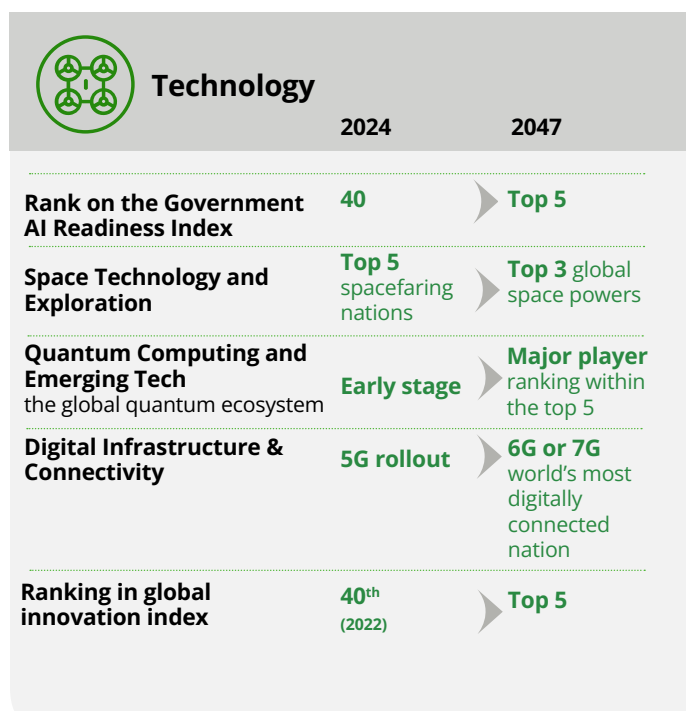 Technology
2024 2047
Rank on the Government
AI Readiness Index
40
Top 5
Space Technology and
Exploration
Top 5
spacefaring
nations
Top 3 global
space powers
Quantum Computing and
Emerging Tech
the global quantum ecosystem
Early stage
Major player
ranking within
the top 5
Digital Infrastructure &
Connectivity
5G rollout
6G or 7G
world’s most
digitally
connected
nation
Ranking in global
innovation index
40th
(2022)
Top 5